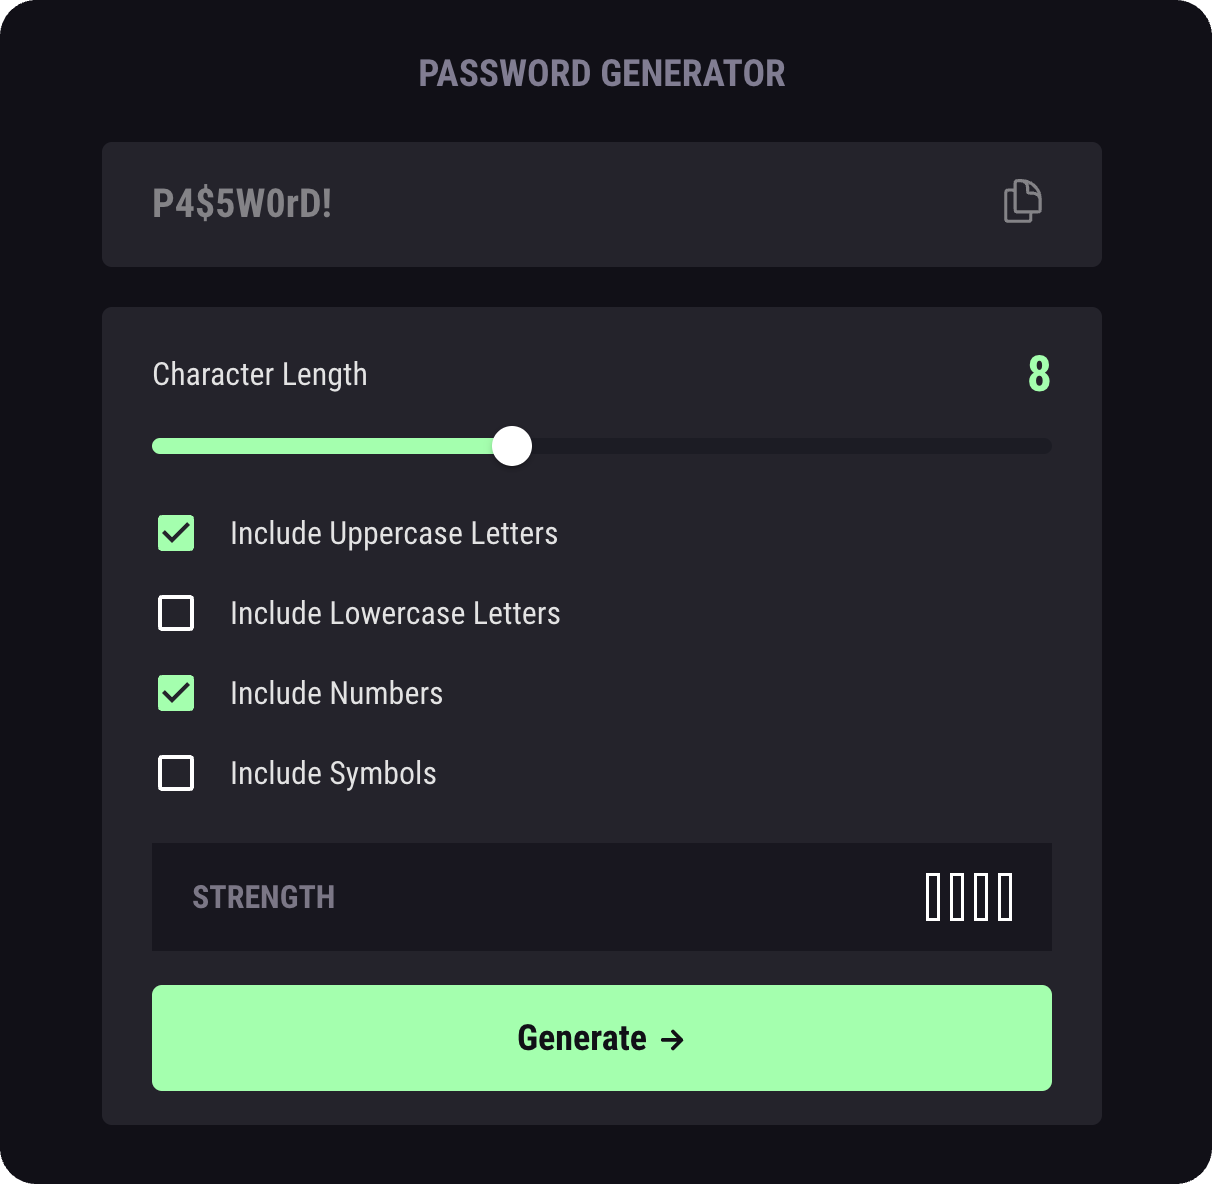 PASSWORD GENERATOR
P4$5W0rD!
Character Length 8
Include Uppercase Letters
Include Lowercase Letters
Include Numbers
Include Symbols
STRENGTH
Generate →